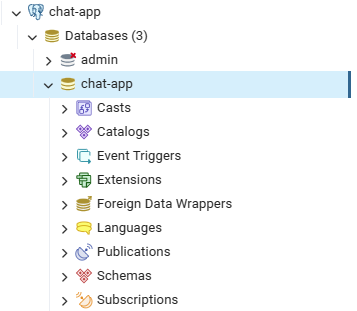 chat-app
Databases (3)
admin
chat-app
Casts
Catalogs
Event Triggers
Extensions
Foreign Data Wrappers
Languages
Publications
Schemas
Subscriptions